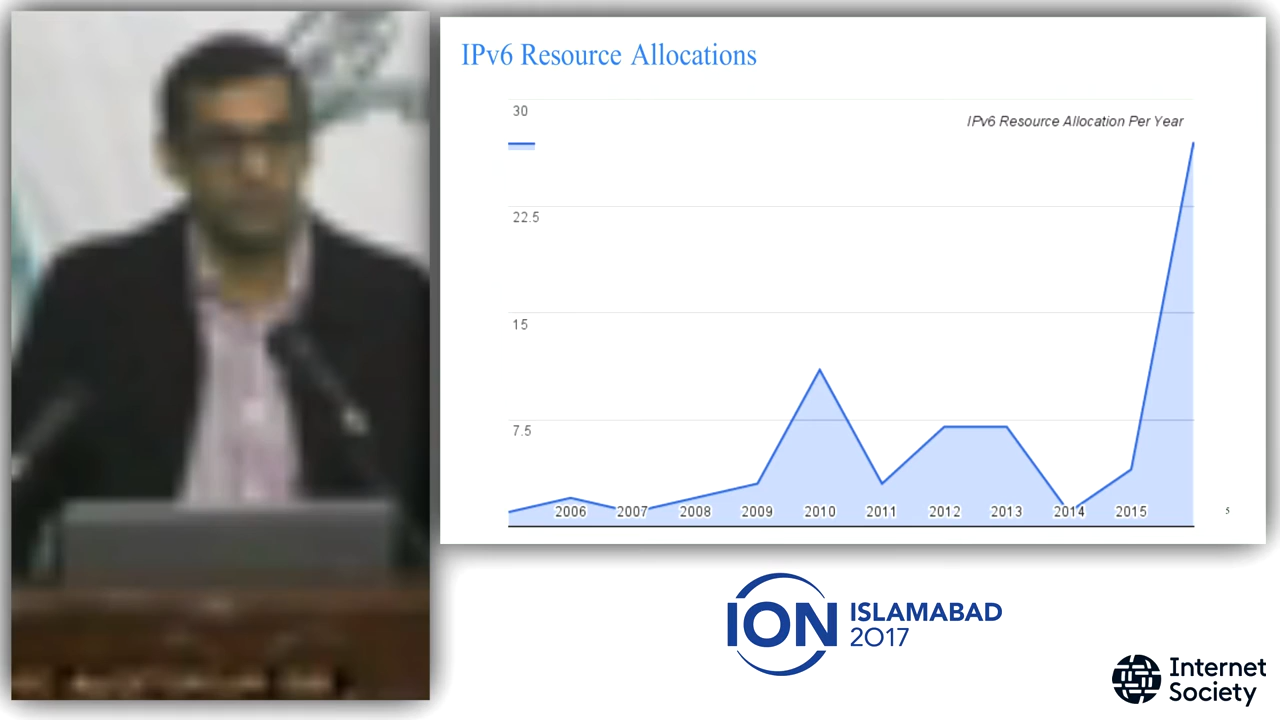 IPv6 Resource Allocations
30
IPv6 Resource Allocation Per Year
22.5
15
7.5
2006 2007 2008 2009 2010 2011 2012 2013 2014 2015
5
ION ISLAMABAD
2017
Internet
Society